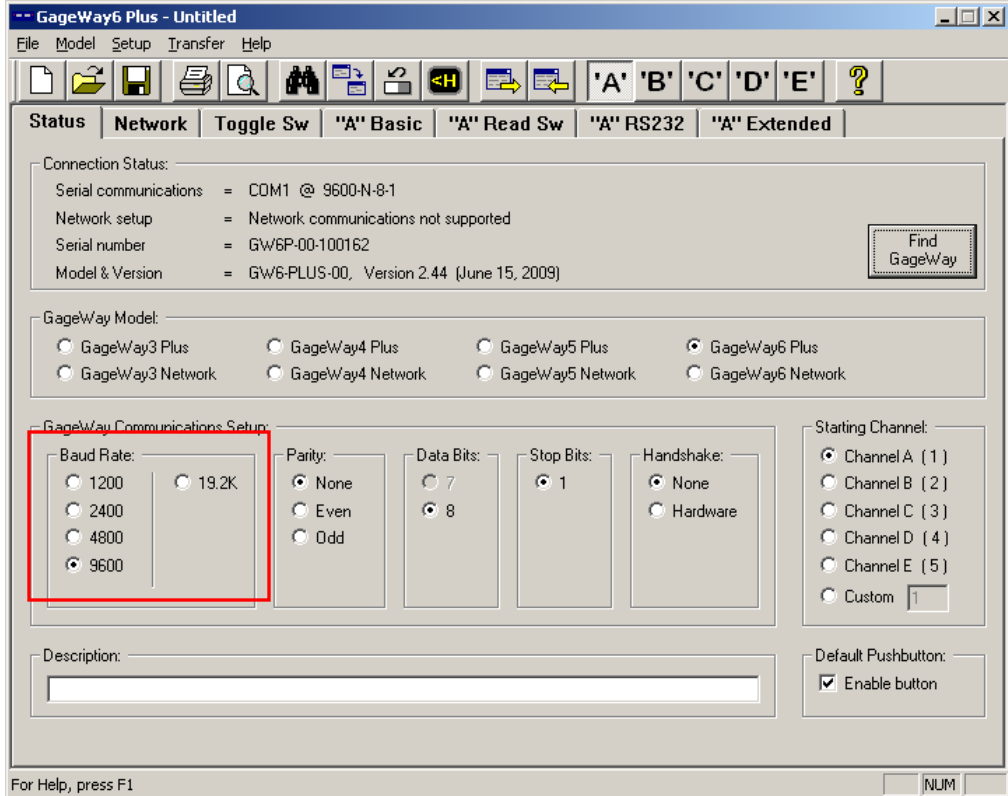 GageWay6 Plus - Untitled
File Model Setup Transfer Help
<H 'A' 'B' 'C' 'D' 'E' ?
Status Network Toggle Sw "A" Basic "A" Read Sw "A" RS232 "A" Extended
Connection Status:
Serial communications = COM1 @ 9600-N-8-1
Network setup = Network communications not supported
Serial number = GW6P-00-100162
Model & Version = GW6-PLUS-00, Version 2.44 (June 15, 2009)
Find
GageWay
GageWay Model:
GageWay3 Plus GageWay4 Plus GageWay5 Plus GageWay6 Plus
GageWay3 Network GageWay4 Network GageWay5 Network GageWay6 Network
GageWay Communications Setup:
Baud Rate:
1200 19.2K
2400
4800
9600
Parity:
None
Even
Odd
Data Bits:
7
8
Stop Bits:
1
Handshake:
None
Hardware
Starting Channel:
Channel A (1)
Channel B (2)
Channel C (3)
Channel D (4)
Channel E (5)
Custom 1
Description:
Default Pushbutton:
Enable button
For Help, press F1
NUM